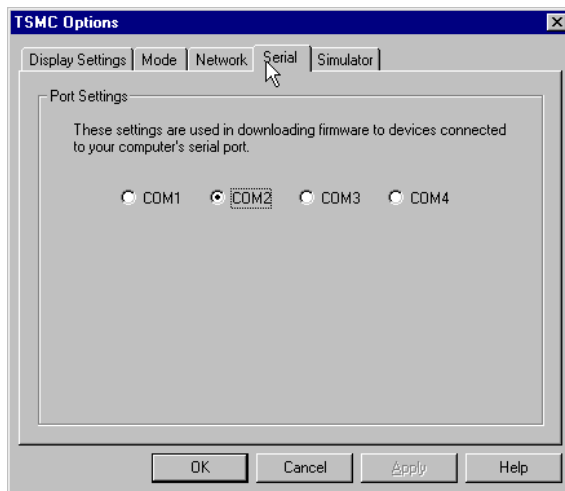 TSMC Options
Display Settings Mode Network Serial Simulator
Port Settings
These settings are used in downloading firmware to devices connected
to your computer's serial port.
COM1 COM2 COM3 COM4
OK Cancel Apply Help